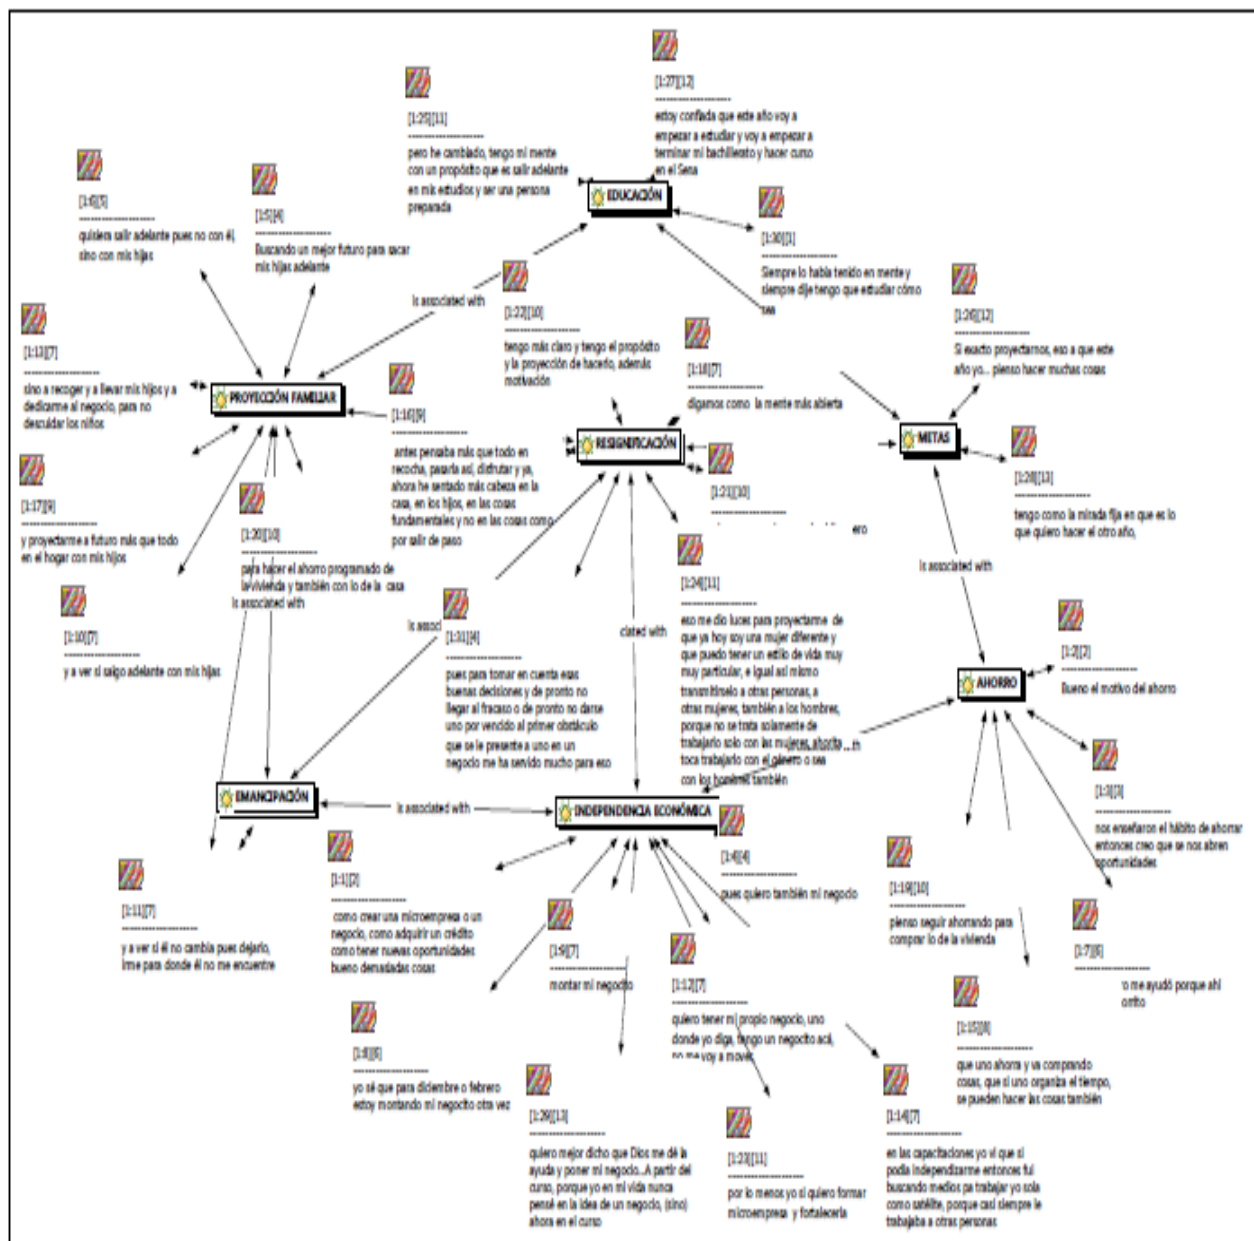 [1:27][12]
estoy confiada que este año voy a
empezar a estudiar y voy a empezar a
terminar mi bachillerato y hacer curso
en el Sena
[1:25][11]
pero he cambiado, tengo mi mente
con un propósito que es salir adelante
en mis estudios y ser una persona
preparada
EDUCACIÓN
[1:6][5]
quisiera salir adelante pues no con él,
sino con mis hijas
[1:5][4]
Buscando un mejor futuro para sacar
mis hijas adelante
[1:30][1]
Siempre lo había tenido en mente y
siempre dije tengo que estudiar cómo
sea
is associated with
[1:22][10]
tengo más claro y tengo el propósito
y la proyección de hacerlo, además
motivación
[1:26][12]
Si exacto proyectarnos, eso a que este
año yo... pienso hacer muchas cosas
[1:13][7]
sino a recoger y a llevar mis hijos y a
dedicarme al negocio, para no
descuidar los niños
[1:18][7]
digamos como la mente más abierta
PROYECCIÓN FAMILIAR
[1:16][9]
antes pensaba más que todo en
recocha, pasarla así, disfrutar y ya,
ahora he sentado más cabeza en la
casa, en los hijos, en las cosas
fundamentales y no en las cosas como
por salir de paso
RESIGNIFICACIÓN
METAS
[1:21][10]
ero
[1:28][13]
tengo como la mirada fija en que es lo
que quiero hacer el otro año,
[1:17][9]
y proyectarme a futuro más que todo
en el hogar con mis hijos
[1:20][10]
para hacer el ahorro programado de
la vivienda y también con lo de la casa
is associated with
[1:24][11]
eso me dio luces para proyectarme de
que ya hoy soy una mujer diferente y
que puedo tener un estilo de vida muy
muy particular, e igual así mismo
transmitírselo a otras personas, a
otras mujeres, también a los hombres,
porque no se trata solamente de
trabajarlo solo con las mujeres, ahorita
toca trabajarlo con el género o sea
con los hombres también
is associated with
[1:10][7]
y a ver si salgo adelante con mis hijas
is assoc
[1:31][4]
pues para tomar en cuenta esas
buenas decisiones y de pronto no
llegar al fracaso o de pronto no darse
uno por vencido al primer obstáculo
que se le presente a uno en un
negocio me ha servido mucho para eso
ciated with
[1:2][2]
Bueno el motivo del ahorro
AHORRO
EMANCIPACIÓN
is associated with
INDEPENDENCIA ECONÓMICA
[1:3][3]
nos enseñaron el hábito de ahorrar
entonces creo que se nos abren
oportunidades
[1:4][4]
pues quiero también mi negocio
[1:11][7]
y a ver si él no cambia pues dejarlo,
irme para donde él no me encuentre
[1:1][2]
como crear una microempresa o un
negocio, como adquirir un crédito
como tener nuevas oportunidades
bueno demasiadas cosas
[1:19][10]
pienso seguir ahorrando para
comprar lo de la vivienda
[1:9][7]
montar mi negocito
[1:7][6]
o me ayudó porque ahí
orrito
[1:12][7]
quiero tener mi propio negocio, uno
donde yo diga, tengo un negocito acá,
no me voy a mover
[1:15][8]
que uno ahorra y va comprando
cosas, que si uno organiza el tiempo,
se pueden hacer las cosas también
[1:8][6]
yo sé que para diciembre o febrero
estoy montando mi negocito otra vez
[1:29][13]
quiero mejor dicho que Dios me dé la
ayuda y poner mi negocio...A partir del
curso, porque yo en mi vida nunca
pensé en la idea de un negocio, (sino)
ahora en el curso
[1:23][11]
por lo menos yo si quiero formar
microempresa y fortalecerla
[1:14][7]
en las capacitaciones yo vi que si
podía independizarme entonces fui
buscando medios pa trabajar yo sola
como satélite, porque casi siempre le
trabajaba a otras personas